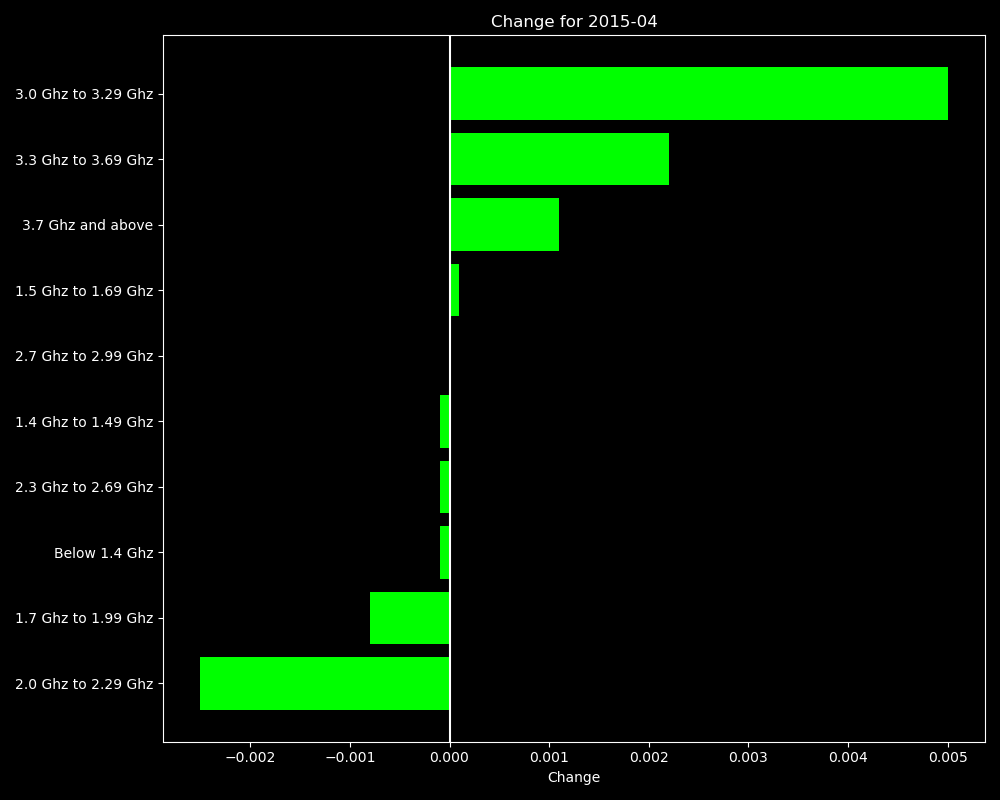 Change for 2015-04
3.0 Ghz to 3.29 Ghz
3.3 Ghz to 3.69 Ghz
3.7 Ghz and above
1.5 Ghz to 1.69 Ghz
2.7 Ghz to 2.99 Ghz
1.4 Ghz to 1.49 Ghz
2.3 Ghz to 2.69 Ghz
Below 1.4 Ghz
1.7 Ghz to 1.99 Ghz
2.0 Ghz to 2.29 Ghz
−0.002 −0.001 0.000 0.001 0.002 0.003 0.004 0.005
Change